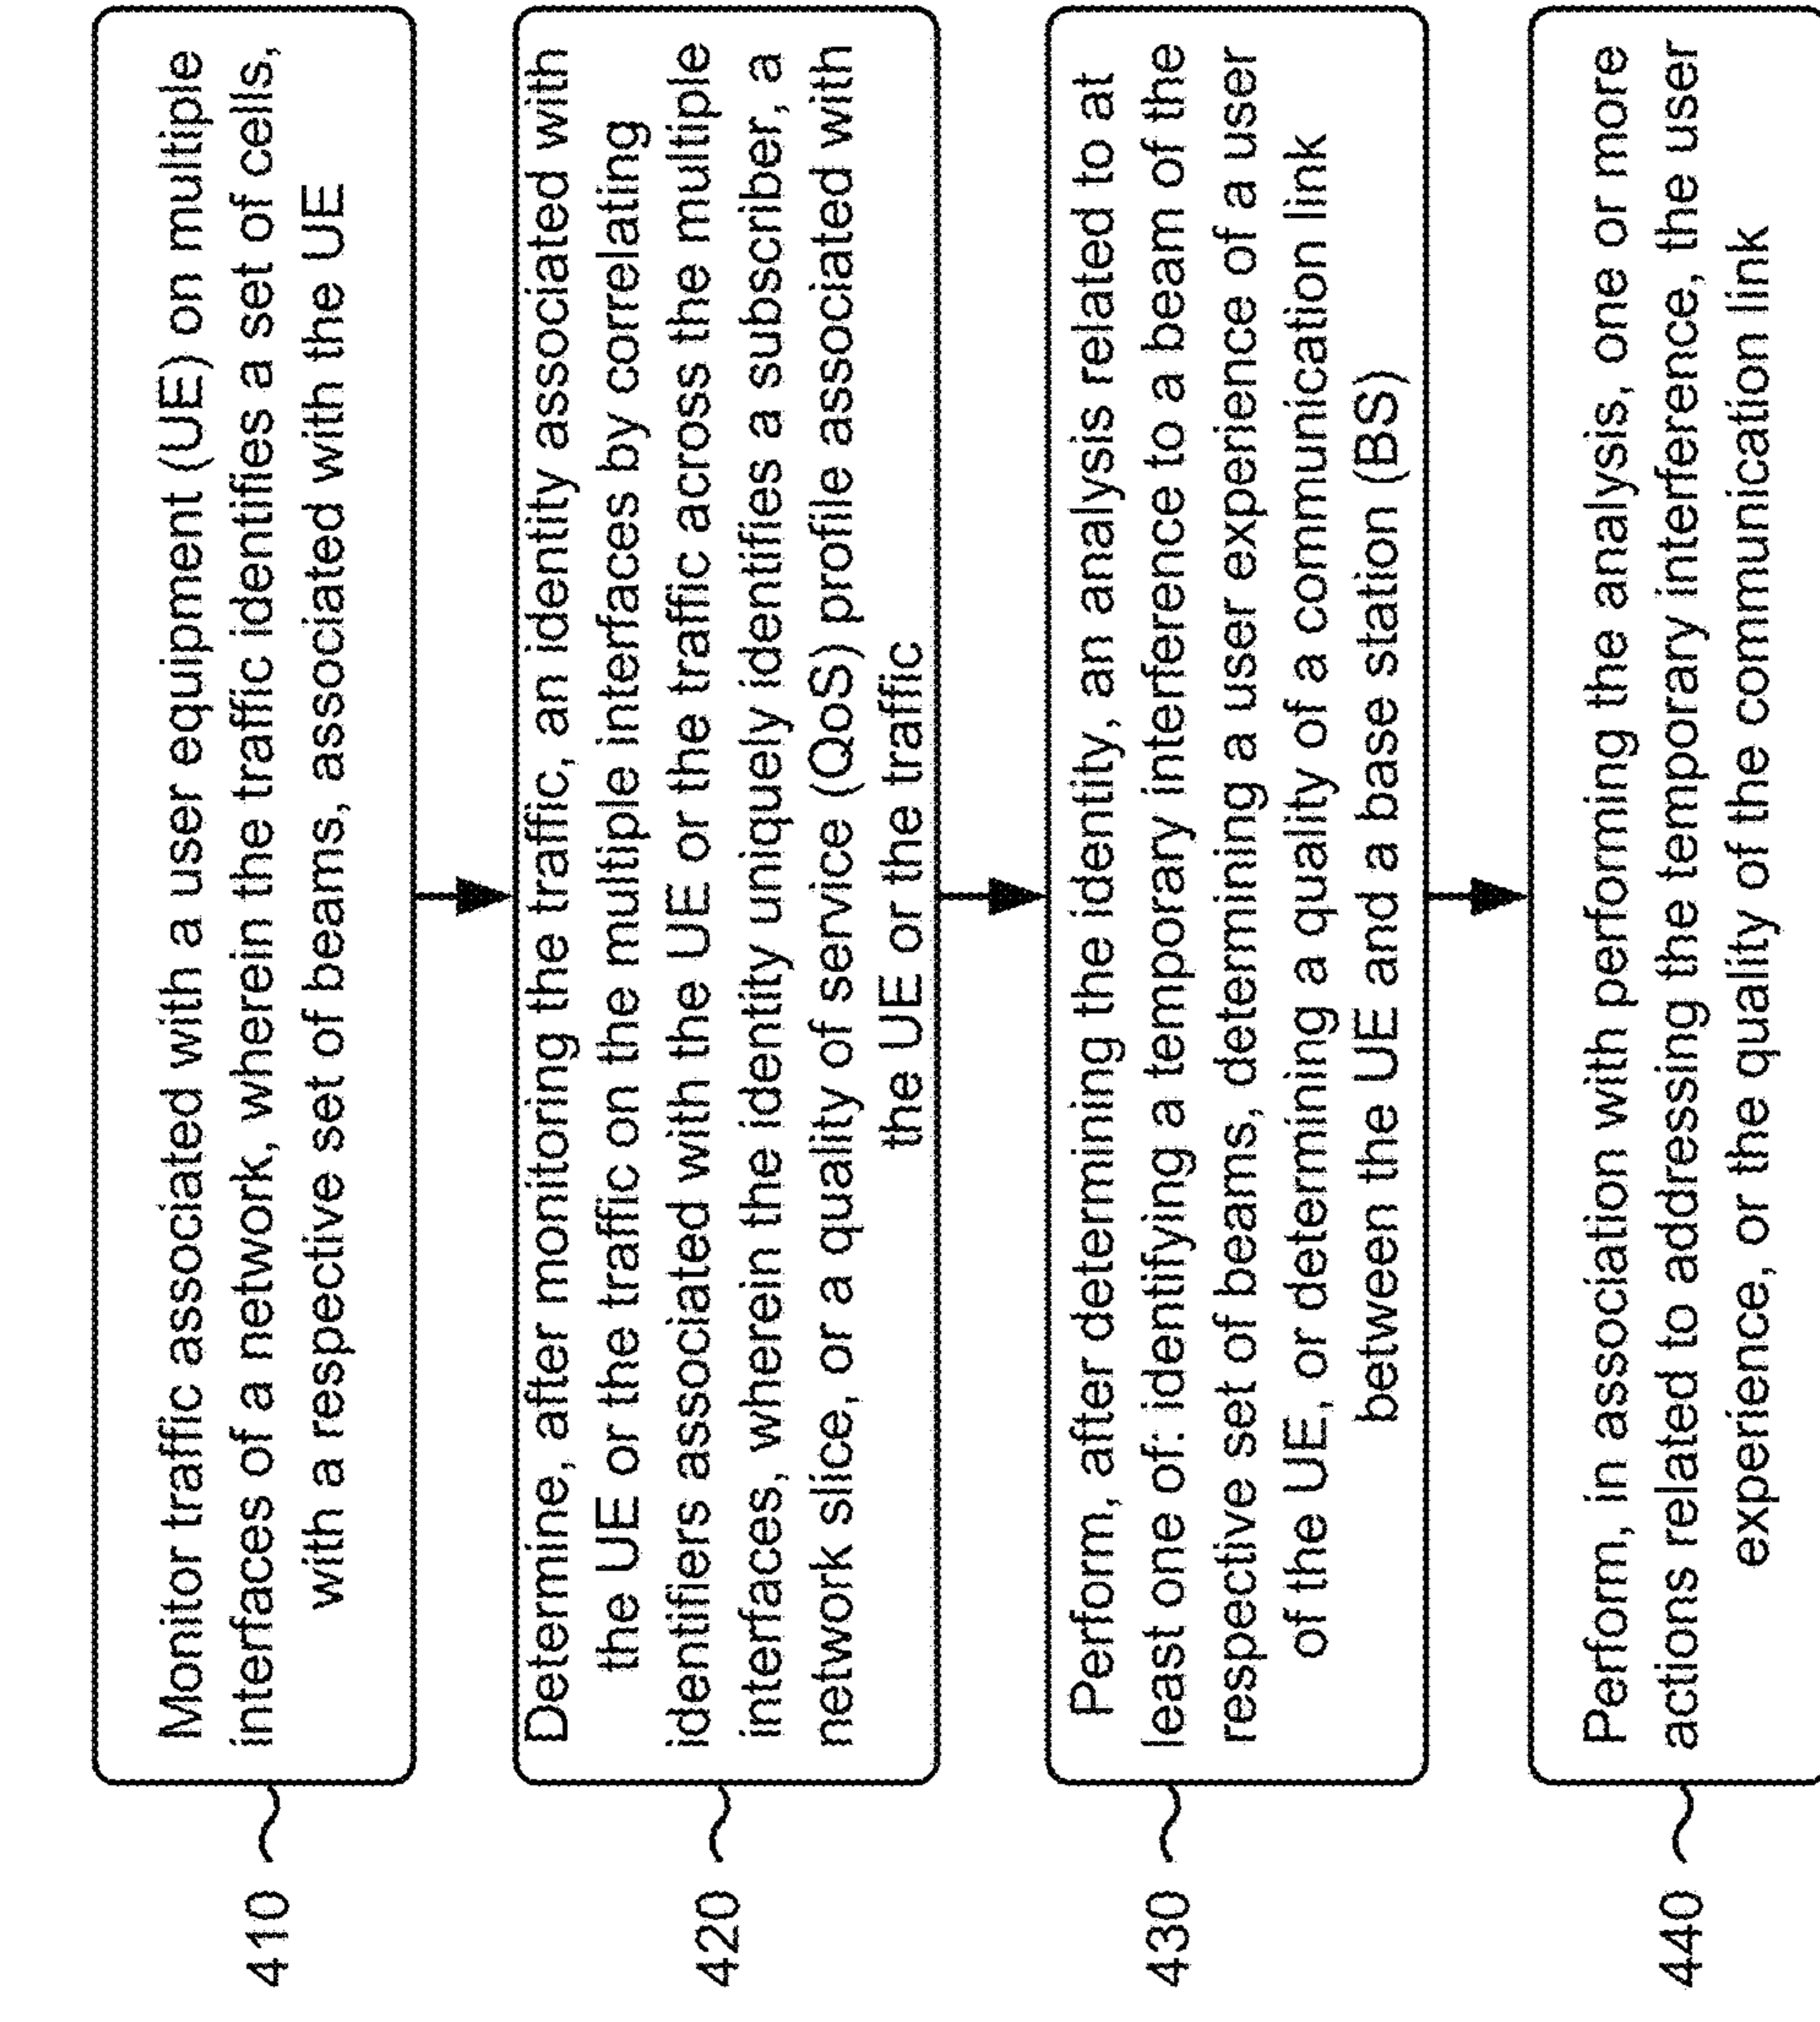 410
Monitor traffic associated with a user equipment (UE) on multiple
interfaces of a network, wherein the traffic identifies a set of cells,
with a respective set of beams, associated with the UE
420
Determine, after monitoring the traffic, an identity associated with
the UE or the traffic on the multiple interfaces by correlating
identifiers associated with the UE or the traffic across the multiple
interfaces, wherein the identity uniquely identifies a subscriber, a
network slice, or a quality of service (QoS) profile associated with
the UE or the traffic
430
Perform, after determining the identity, an analysis related to at
least one of: identifying a temporary interference to a beam of the
respective set of beams, determining a user experience of a user
of the UE, or determining a quality of a communication link
between the UE and a base station (BS)
440
Perform, in association with performing the analysis, one or more
actions related to addressing the temporary interference, the user
experience, or the quality of the communication link